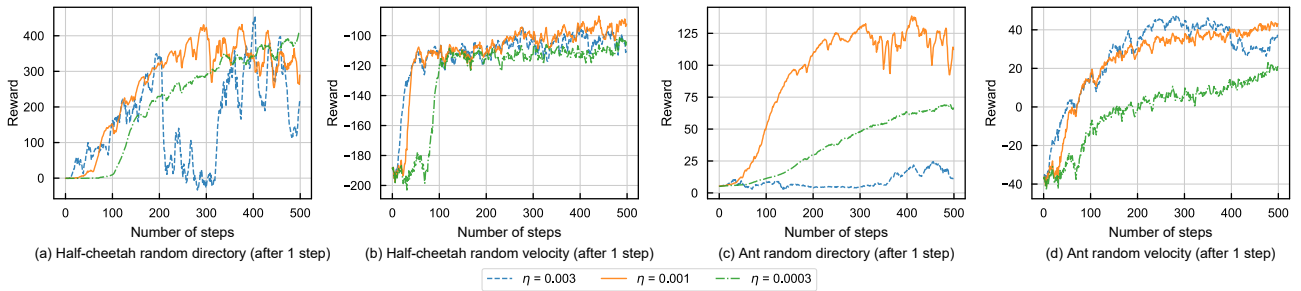 400
300
200
100
0
Reward
0 100 200 300 400 500
Number of steps
(a) Half-cheetah random directory (after 1 step)
−100
−120
−140
−160
−180
−200
Reward
0 100 200 300 400 500
Number of steps
(b) Half-cheetah random velocity (after 1 step)
125
100
75
50
25
0
Reward
0 100 200 300 400 500
Number of steps
(c) Ant random directory (after 1 step)
40
20
0
−20
−40
Reward
0 100 200 300 400 500
Number of steps
(d) Ant random velocity (after 1 step)
η = 0.003 η = 0.001 η = 0.0003